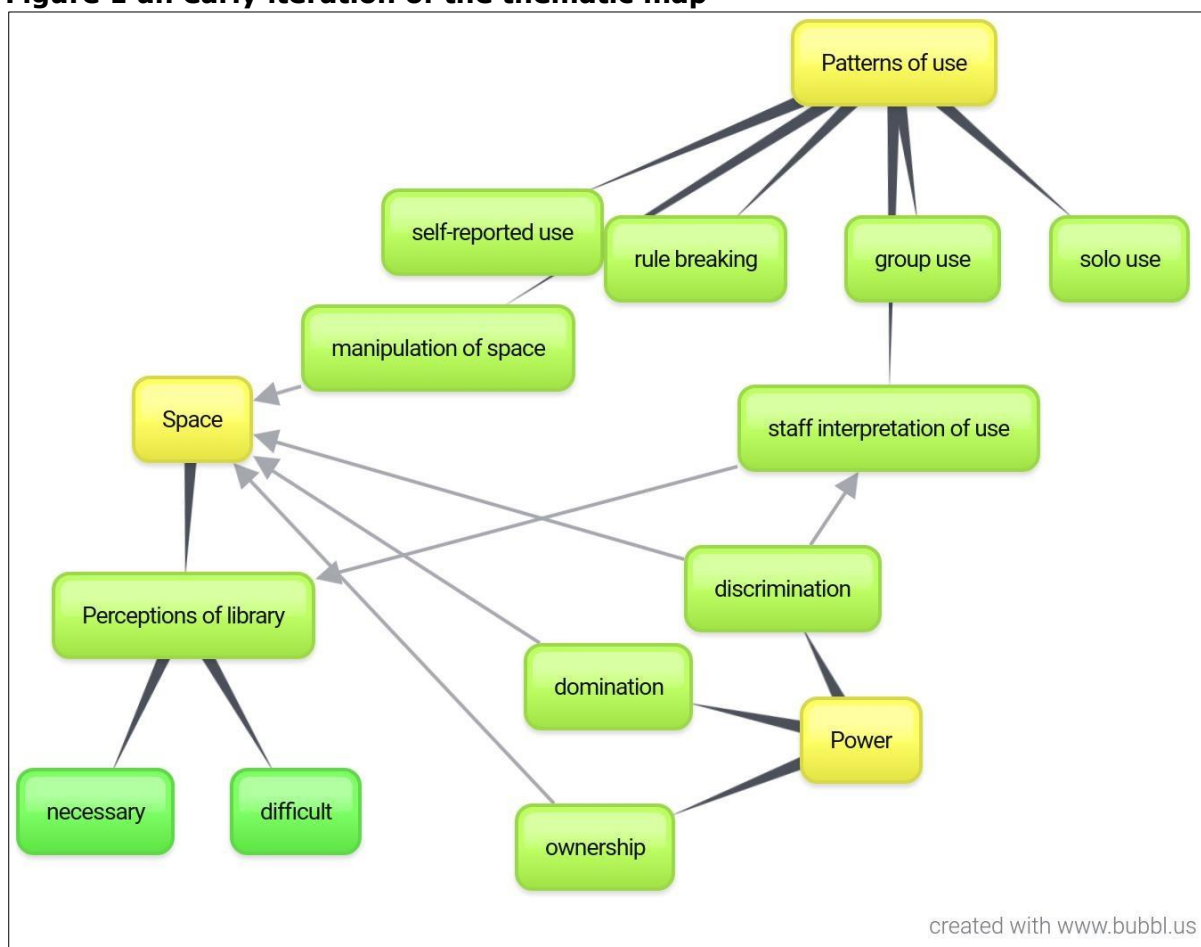 Figure 1 an early iteration of the thematic map
Patterns of use
self-reported use
rule breaking
group use
solo use
manipulation of space
Space
staff interpretation of use
Perceptions of library
discrimination
domination
Power
necessary
difficult
ownership
created with www.bubbl.us